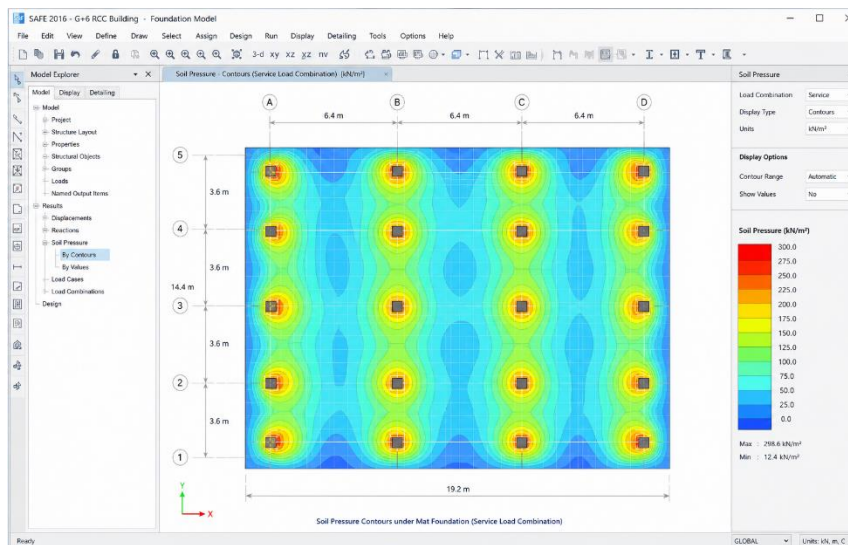 SAFE 2016 - G+6 RCC Building - Foundation Model
File Edit View Define Draw Select Assign Design Run Display Detailing Tools Options Help
3-d xy xz yz nv
Model Explorer
Model Display Detailing
Model
Project
Structure Layout
Properties
Structural Objects
Groups
Loads
Named Output Items
Results
Displacements
Reactions
Soil Pressure
By Contours
By Values
Load Cases
Load Combinations
Design
Soil Pressure - Contours (Service Load Combination) (kN/m²)
A B C D
6.4 m 6.4 m 6.4 m
5
3.6 m
4
3.6 m
14.4 m
3
3.6 m
2
3.6 m
1
19.2 m
Y
X
Soil Pressure Contours under Mat Foundation (Service Load Combination)
Soil Pressure
Load Combination Service
Display Type Contours
Units kN/m²
Display Options
Contour Range Automatic
Show Values No
Soil Pressure (kN/m²)
300.0
275.0
250.0
225.0
200.0
175.0
150.0
125.0
100.0
75.0
50.0
25.0
0.0
Max : 298.6 kN/m²
Min : 12.4 kN/m²
Ready
GLOBAL
Units: kN, m, C